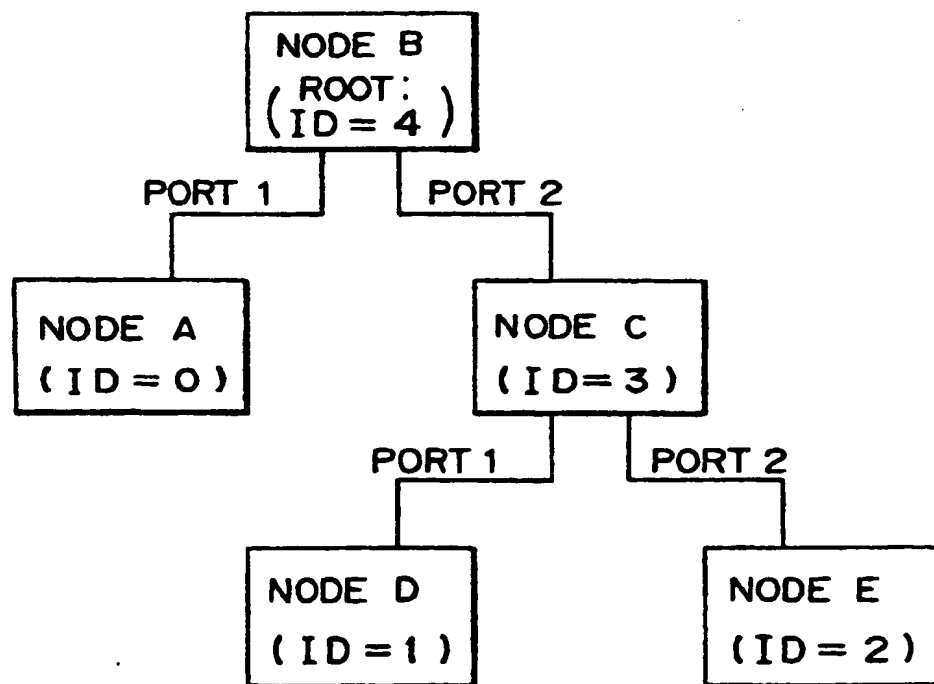 NODE B
(ROOT:
ID = 4)
PORT 1
PORT 2
NODE A
(ID = 0)
NODE C
(ID = 3)
PORT 1
PORT 2
NODE D
(ID = 1)
NODE E
(ID = 2)